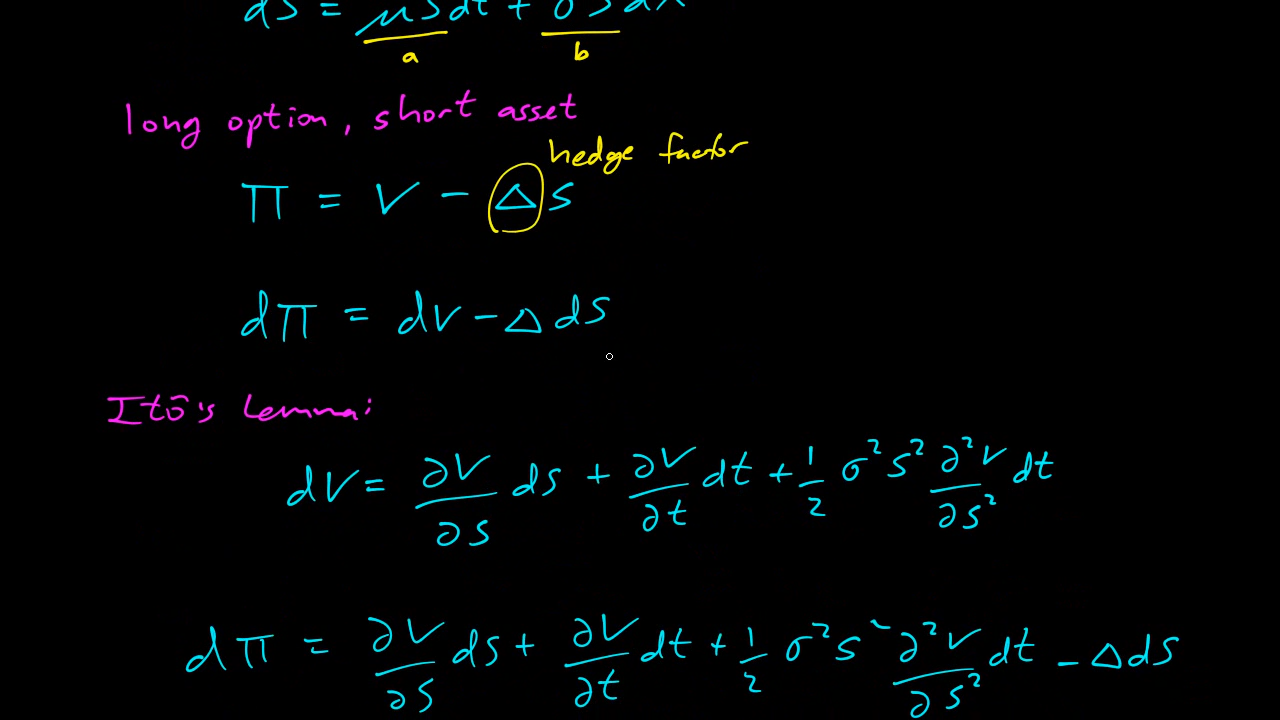 dS = μSdt + σSdX
a b
long option, short asset
hedge factor
Π = V − ΔS
dΠ = dV − ΔdS
Itō's Lemma:
dV = ∂V/∂S dS + ∂V/∂t dt + 1/2 σ²S² ∂²V/∂S² dt
dΠ = ∂V/∂S dS + ∂V/∂t dt + 1/2 σ²S² ∂²V/∂S² dt − ΔdS